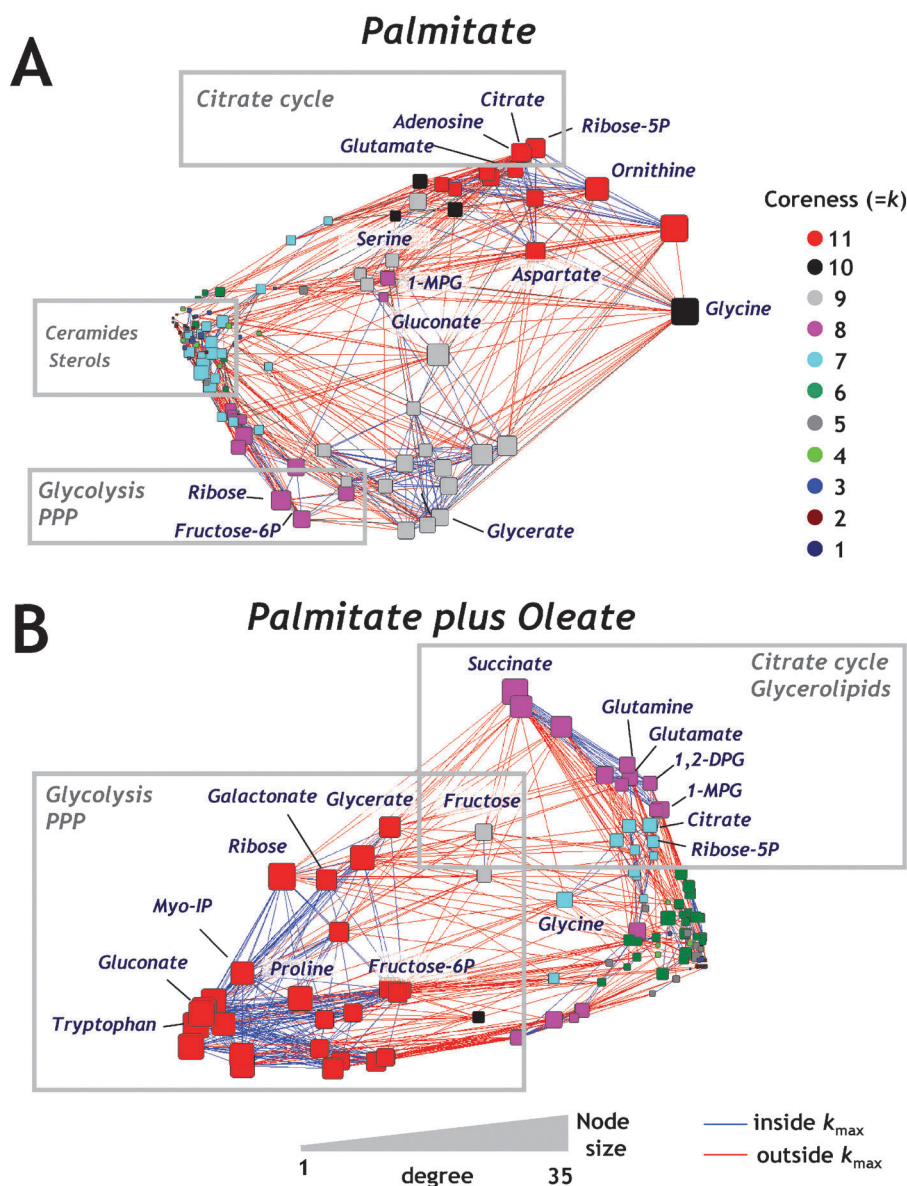 Palmitate
A
Citrate cycle
Citrate
Adenosine
Ribose-5P
Glutamate
Ornithine
Coreness (=k)
11
10
9
8
7
6
5
4
3
2
1
Serine
1-MPG
Aspartate
Glycine
Gluconate
Ceramides
Sterols
Glycolysis
PPP
Ribose
Fructose-6P
Glycerate
B
Palmitate plus Oleate
Succinate
Citrate cycle
Glycerolipids
Glutamine
Glutamate
1,2-DPG
1-MPG
Citrate
Ribose-5P
Glycolysis
PPP
Galactonate
Glycerate
Fructose
Ribose
Myo-IP
Glycine
Gluconate
Proline
Fructose-6P
Tryptophan
Node
size
1
degree
35
inside kmax
outside kmax